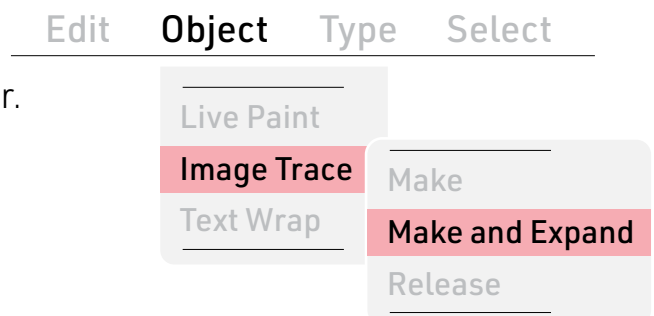 Edit Object Type Select
r.
Live Paint
Image Trace
Make
Text Wrap
Make and Expand
Release